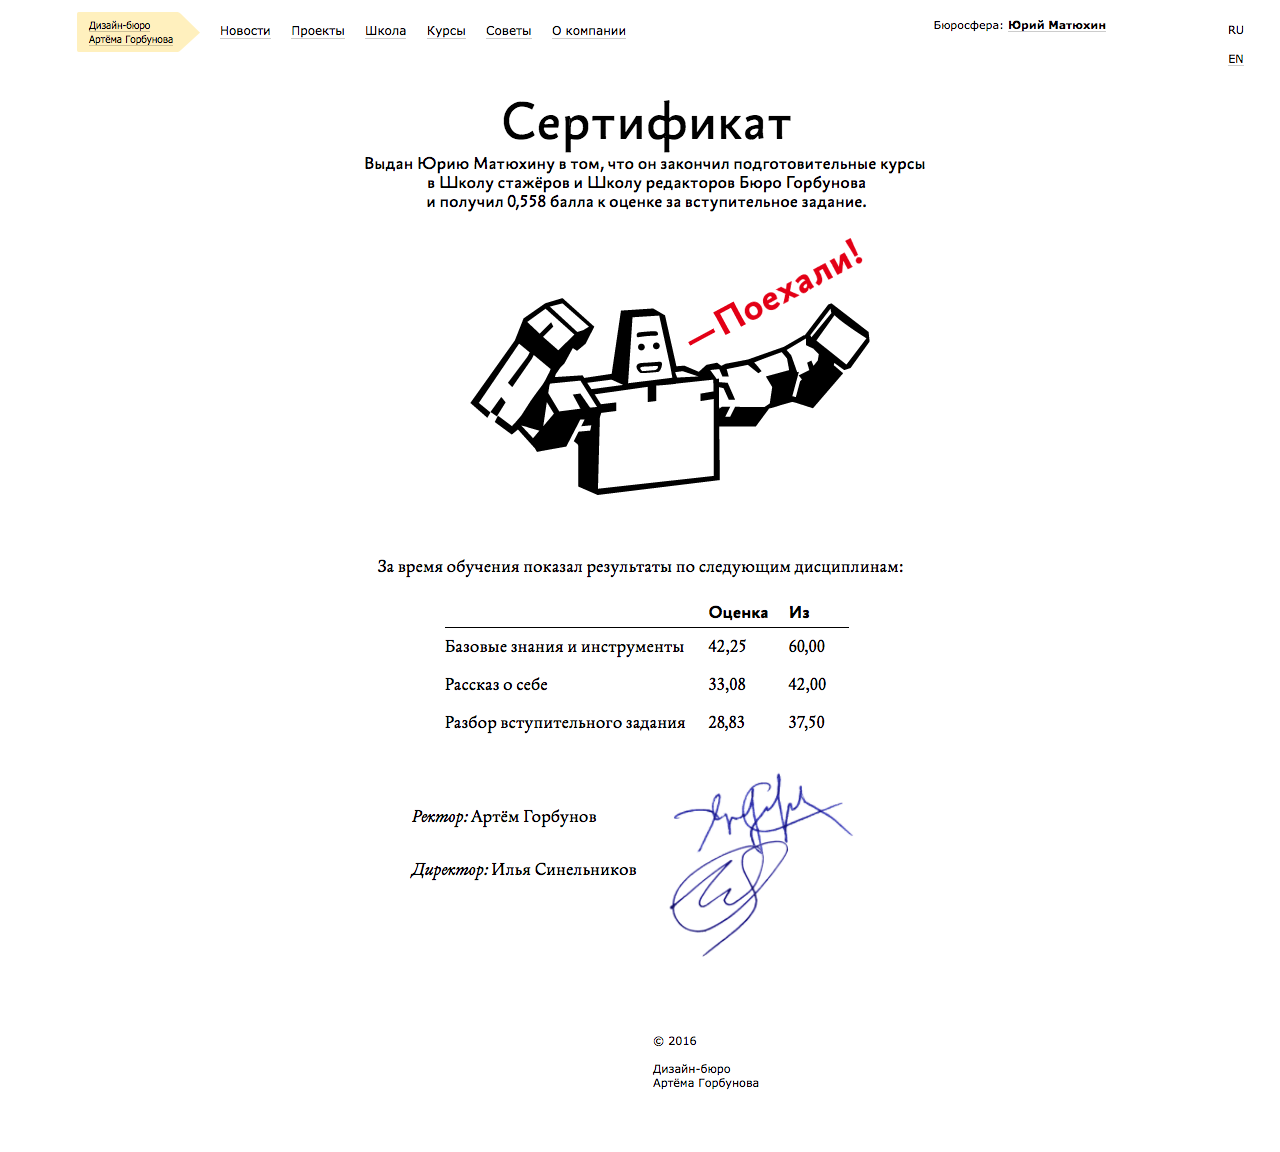 Дизайн-бюро
Артёма Горбунова
Новости Проекты Школа Курсы Советы О компании
Бюросфера: Юрий Матюхин
RU
EN
Сертификат
Выдан Юрию Матюхину в том, что он закончил подготовительные курсы
в Школу стажёров и Школу редакторов Бюро Горбунова
и получил 0,558 балла к оценке за вступительное задание.
—Поехали!
За время обучения показал результаты по следующим дисциплинам:
Оценка Из
Базовые знания и инструменты 42,25 60,00
Рассказ о себе 33,08 42,00
Разбор вступительного задания 28,83 37,50
Ректор: Артём Горбунов
Директор: Илья Синельников
© 2016
Дизайн-бюро
Артёма Горбунова